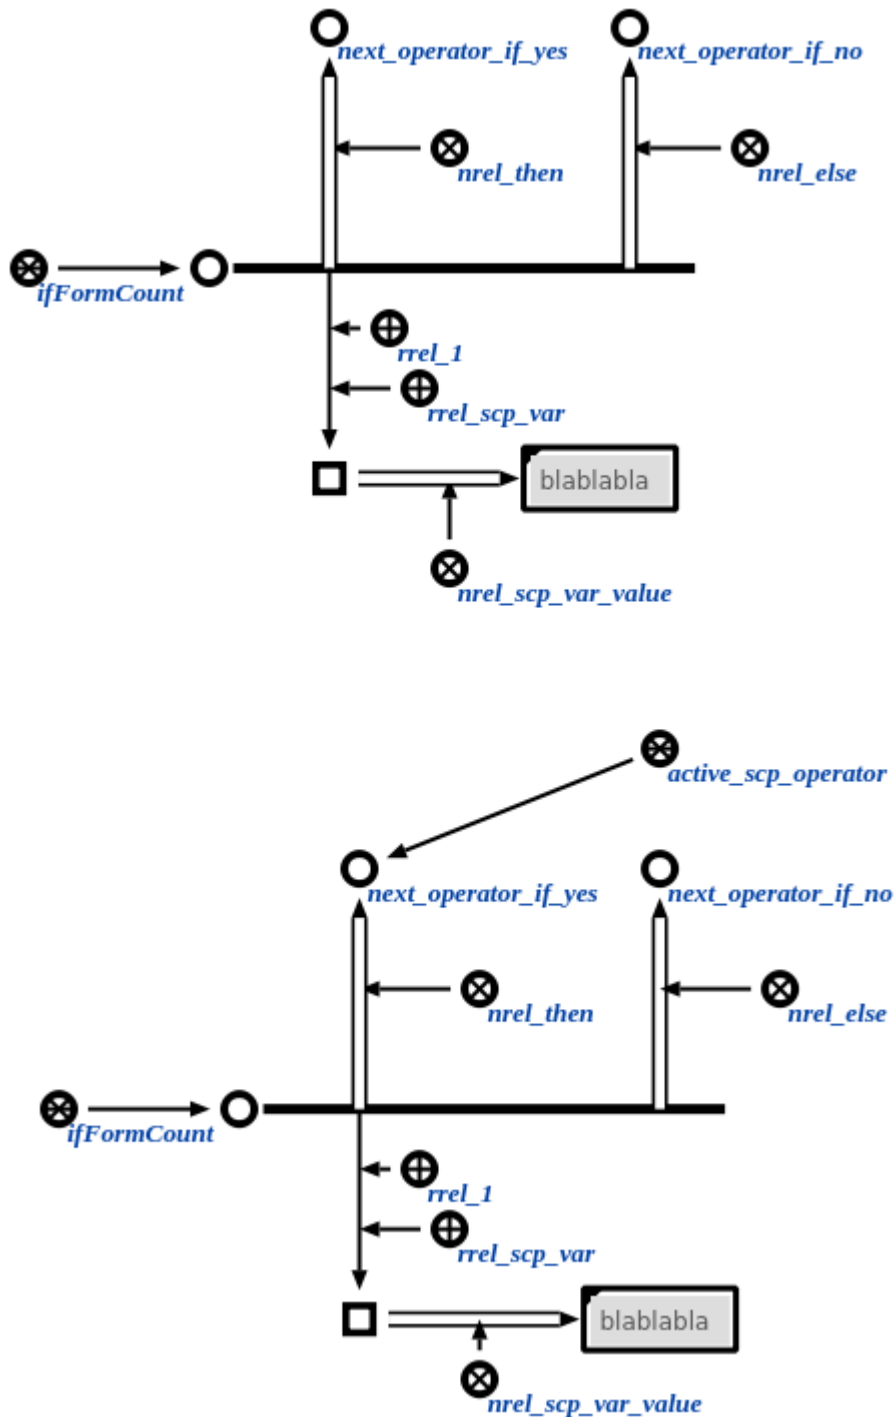 next_operator_if_yes
next_operator_if_no
nrel_then
nrel_else
ifFormCount
rrel_1
rrel_scp_var
blablabla
nrel_scp_var_value
active_scp_operator
next_operator_if_yes
next_operator_if_no
nrel_then
nrel_else
ifFormCount
rrel_1
rrel_scp_var
blablabla
nrel_scp_var_value